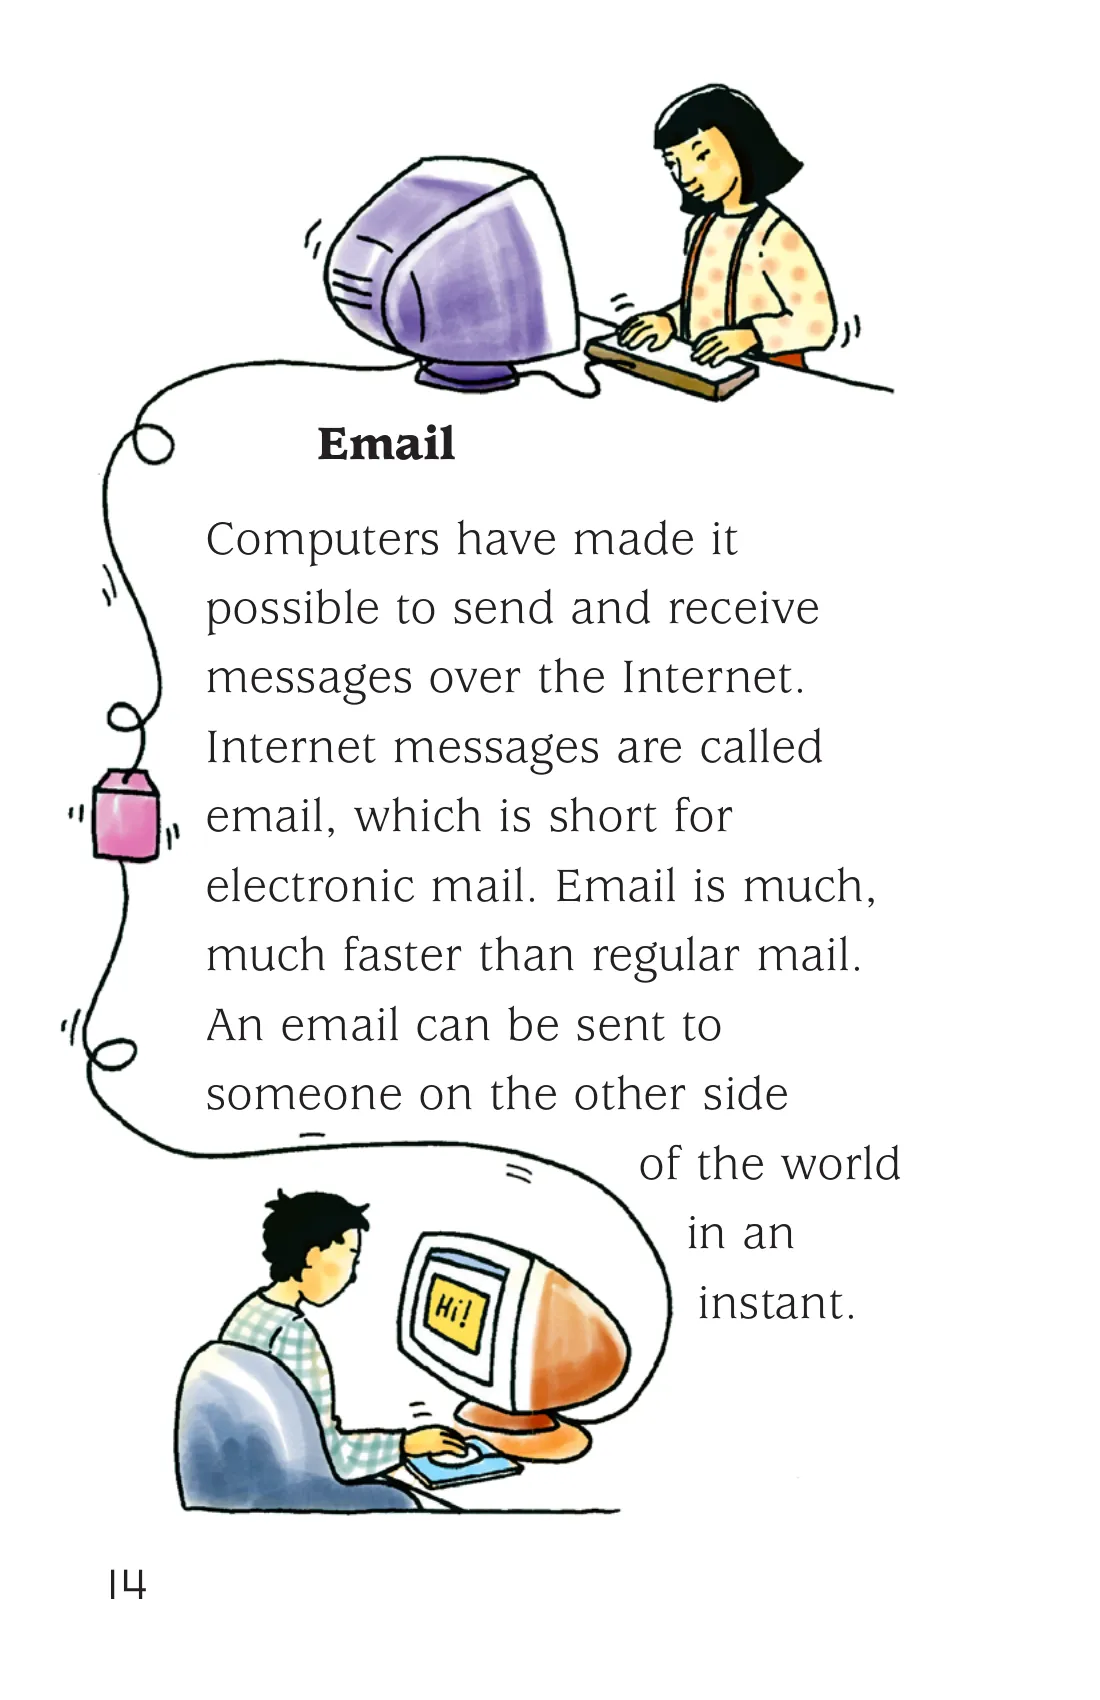 Email
Computers have made it
possible to send and receive
messages over the Internet.
Internet messages are called
email, which is short for
electronic mail. Email is much,
much faster than regular mail.
An email can be sent to
someone on the other side
of the world
in an
instant.
Hi!
14